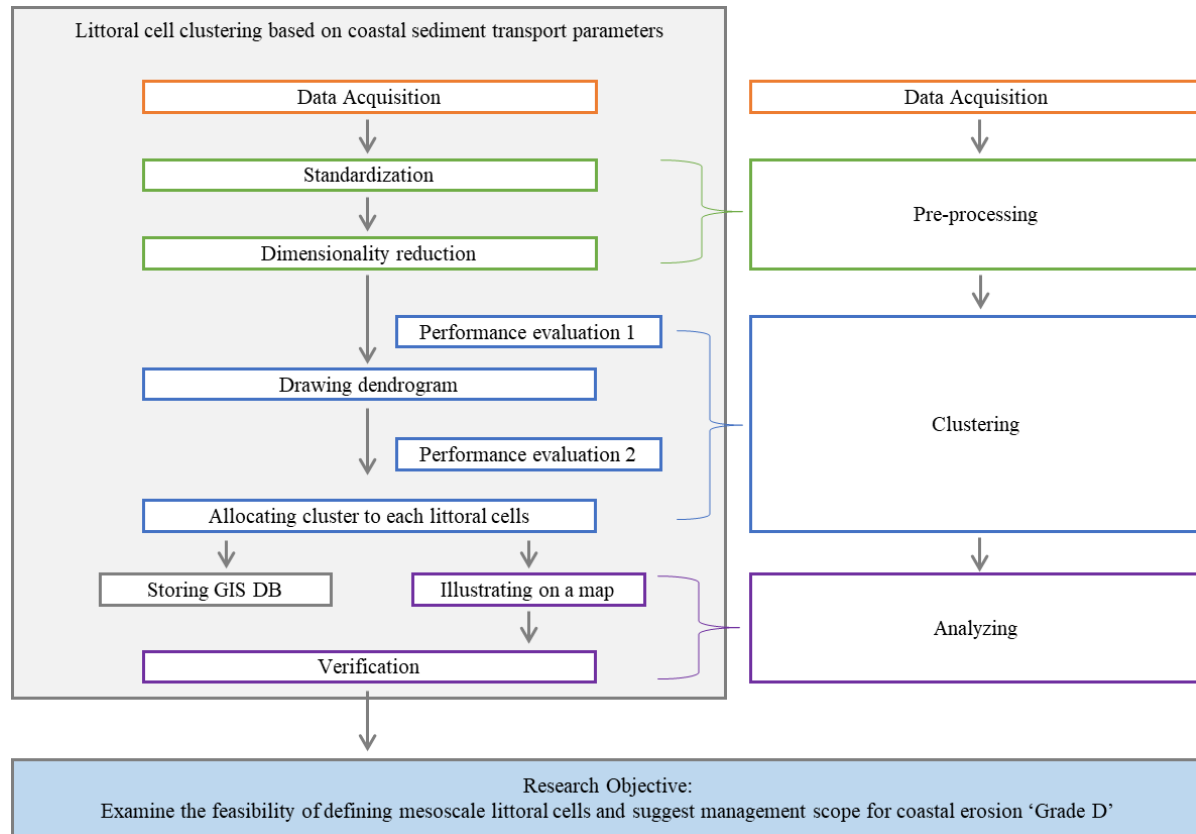 Littoral cell clustering based on coastal sediment transport parameters
Data Acquisition
Standardization
Dimensionality reduction
Performance evaluation 1
Drawing dendrogram
Performance evaluation 2
Allocating cluster to each littoral cells
Storing GIS DB
Illustrating on a map
Verification
Data Acquisition
Pre-processing
Clustering
Analyzing
Research Objective:
Examine the feasibility of defining mesoscale littoral cells and suggest management scope for coastal erosion ‘Grade D’